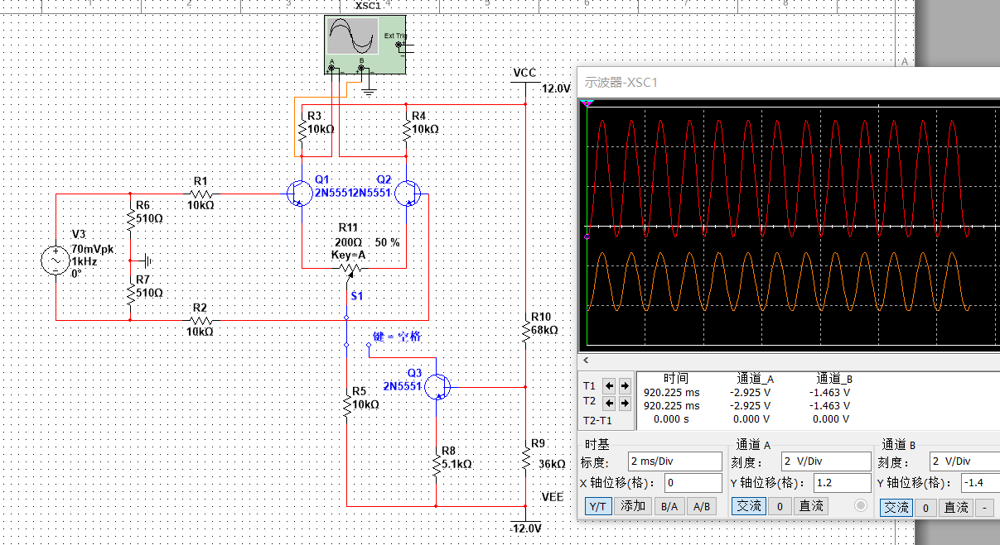 2
3
4
5
6
7
8
XSC1
Ext Trig
A
B
A
VCC
12.0V
R3
10kΩ
R4
10kΩ
Q1
2N5551
Q2
2N5551
R1
10kΩ
R6
510Ω
V3
70mVpk
1kHz
0°
R7
510Ω
R2
10kΩ
R11
200Ω 50 %
Key=A
S1
键 = 空格
R10
68kΩ
Q3
2N5551
R5
10kΩ
R8
5.1kΩ
R9
36kΩ
VEE
-12.0V
示波器-XSC1
时间 通道_A 通道_B
T1 920.225 ms -2.925 V -1.463 V
T2 920.225 ms -2.925 V -1.463 V
T2-T1 0.000 s 0.000 V 0.000 V
时基 通道 A 通道 B
标度: 2 ms/Div 刻度: 2 V/Div 刻度: 2 V/Div
X 轴位移(格): 0 Y 轴位移(格): 1.2 Y 轴位移(格): -1.4
Y/T 添加 B/A A/B 交流 0 直流 交流 0 直流 -